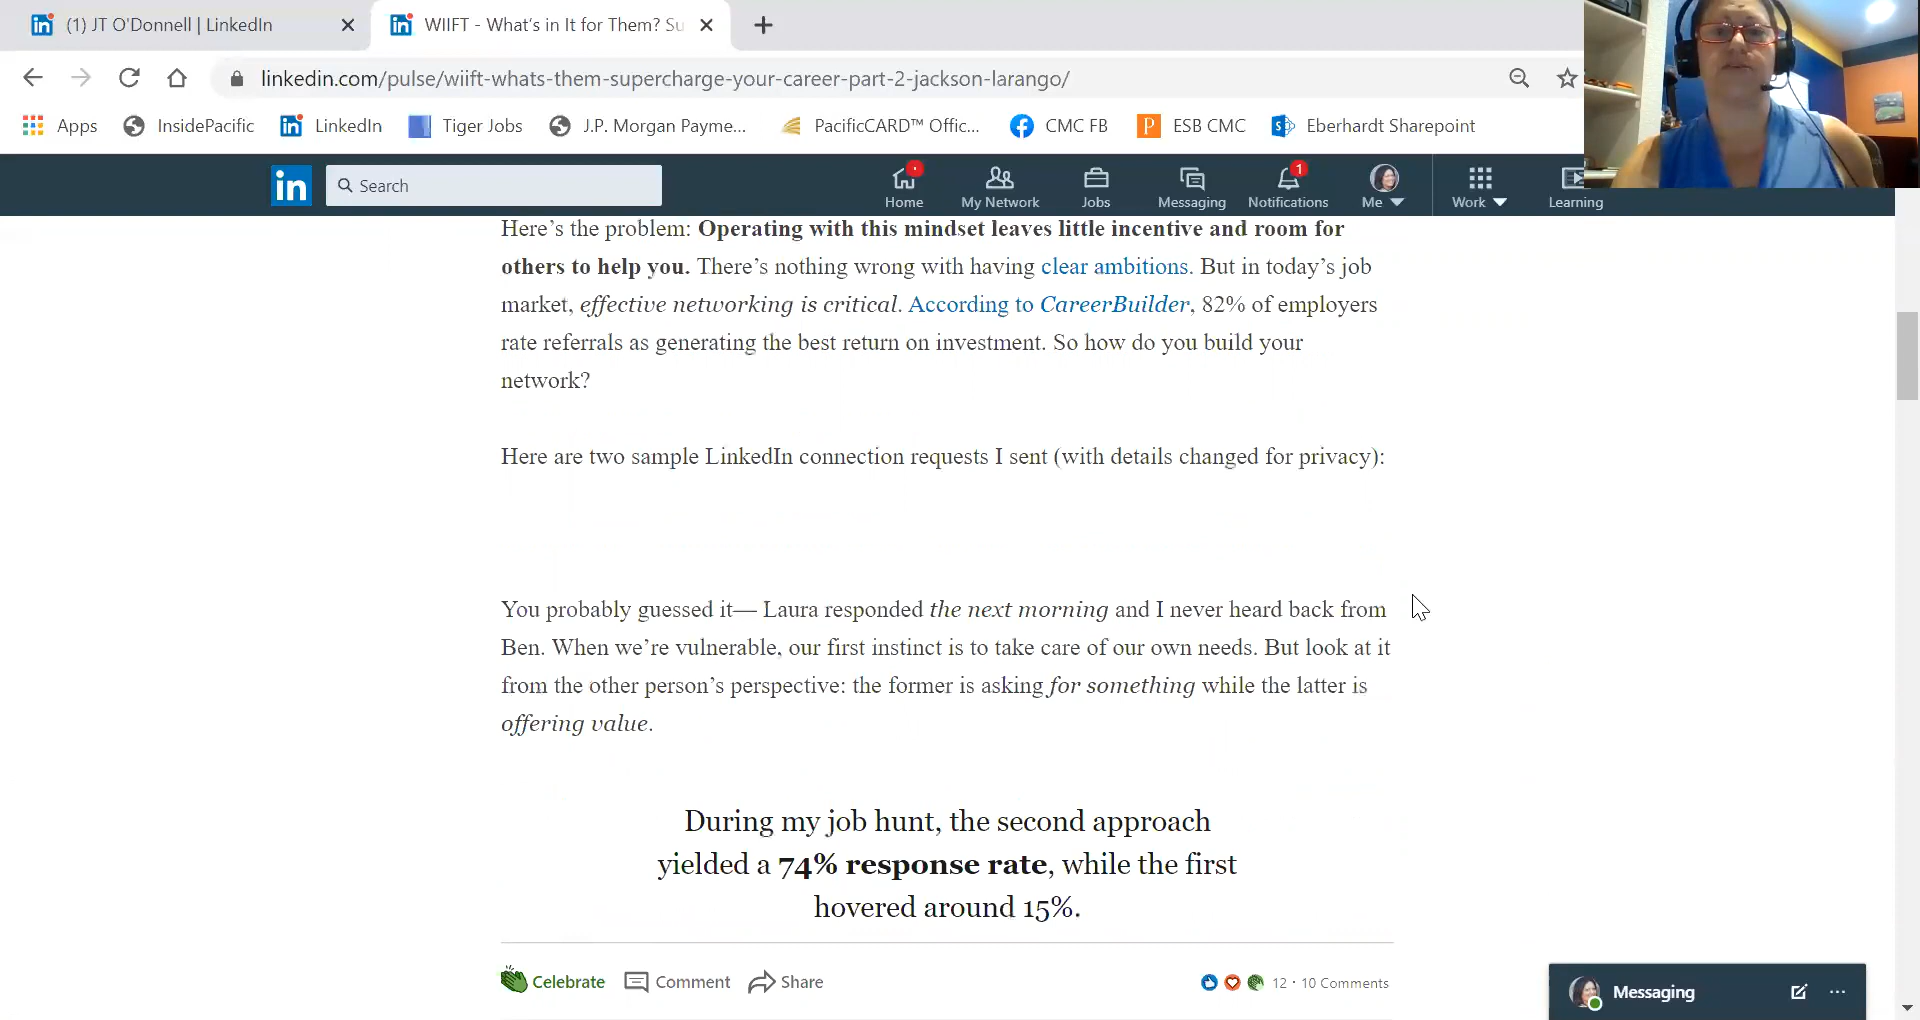 (1) JT O'Donnell | LinkedIn
WIIFT - What's in It for Them? Su
linkedin.com/pulse/wiift-whats-them-supercharge-your-career-part-2-jackson-larango/
Apps InsidePacific LinkedIn Tiger Jobs J.P. Morgan Payme... PacificCARD™ Offic... CMC FB ESB CMC Eberhardt Sharepoint
in Search Home My Network Jobs Messaging 1 Notifications Me Work Learning
Here's the problem: Operating with this mindset leaves little incentive and room for
others to help you. There's nothing wrong with having clear ambitions. But in today's job
market, effective networking is critical. According to CareerBuilder, 82% of employers
rate referrals as generating the best return on investment. So how do you build your
network?
Here are two sample LinkedIn connection requests I sent (with details changed for privacy):
You probably guessed it— Laura responded the next morning and I never heard back from
Ben. When we're vulnerable, our first instinct is to take care of our own needs. But look at it
from the other person's perspective: the former is asking for something while the latter is
offering value.
During my job hunt, the second approach
yielded a 74% response rate, while the first
hovered around 15%.
Celebrate Comment Share 12 · 10 Comments
Messaging